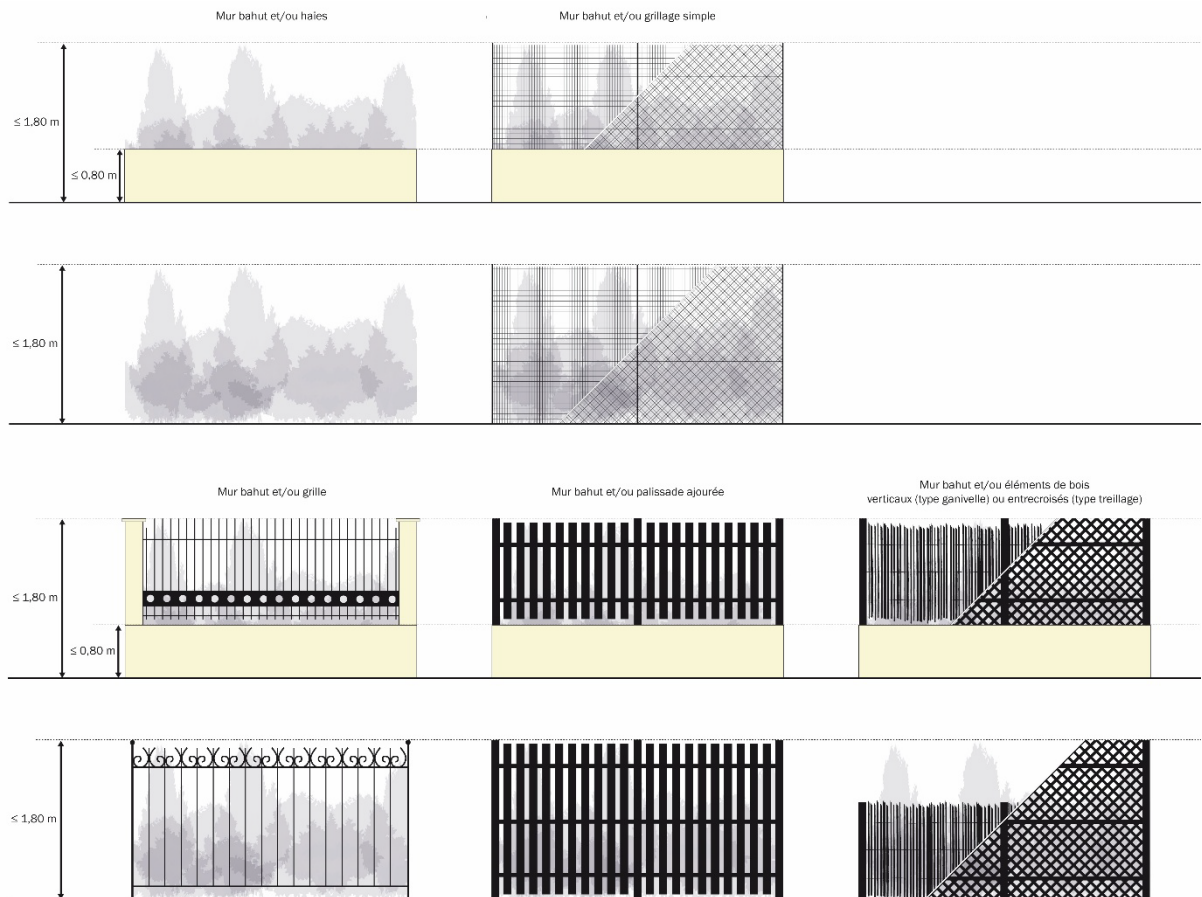 Mur bahut et/ou haies
Mur bahut et/ou grillage simple
≤ 1,80 m
≤ 0,80 m
≤ 1,80 m
Mur bahut et/ou grille
Mur bahut et/ou palissade ajourée
Mur bahut et/ou éléments de bois
verticaux (type ganivelle) ou entrecroisés (type treillage)
≤ 1,80 m
≤ 0,80 m
≤ 1,80 m